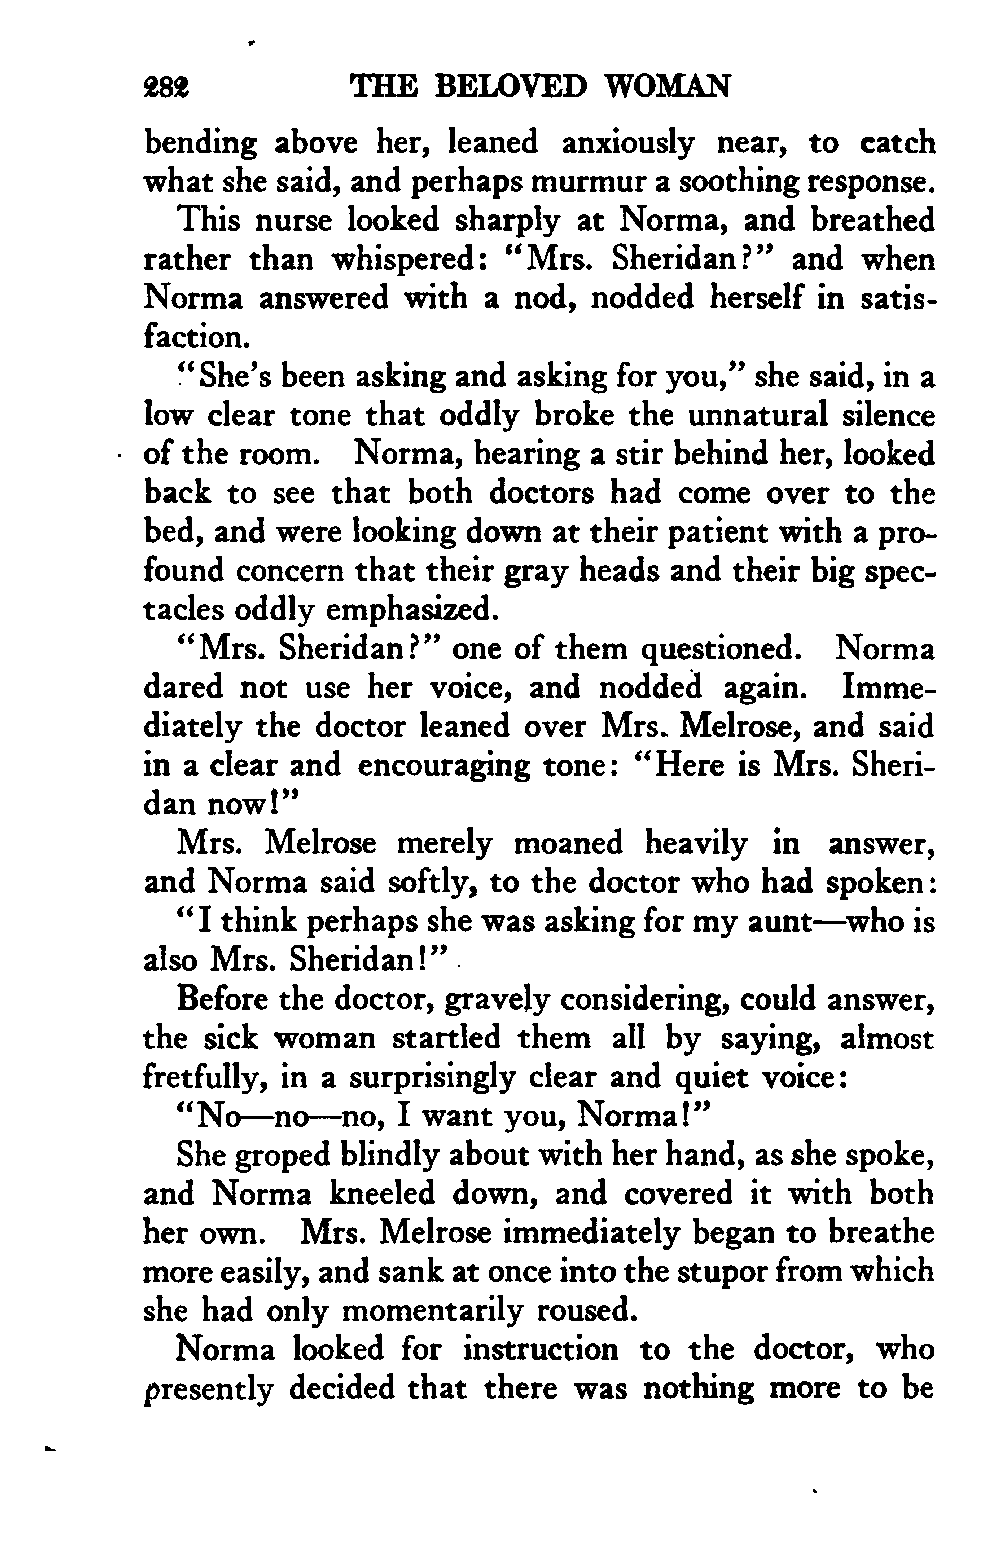 282 THE BELOVED WOMAN
bending above her, leaned anxiously near, to catch
what she said, and perhaps murmur a soothing response.
This nurse looked sharply at Norma, and breathed
rather than whispered: "Mrs. Sheridan?" and when
Norma answered with a nod, nodded herself in satis-
faction.
"She's been asking and asking for you," she said, in a
low clear tone that oddly broke the unnatural silence
of the room. Norma, hearing a stir behind her, looked
back to see that both doctors had come over to the
bed, and were looking down at their patient with a pro-
found concern that their gray heads and their big spec-
tacles oddly emphasized.
"Mrs. Sheridan?" one of them questioned. Norma
dared not use her voice, and nodded again. Imme-
diately the doctor leaned over Mrs. Melrose, and said
in a clear and encouraging tone: "Here is Mrs. Sheri-
dan now!"
Mrs. Melrose merely moaned heavily in answer,
and Norma said softly, to the doctor who had spoken:
"I think perhaps she was asking for my aunt—who is
also Mrs. Sheridan!"
Before the doctor, gravely considering, could answer,
the sick woman startled them all by saying, almost
fretfully, in a surprisingly clear and quiet voice:
"No—no—no, I want you, Norma!"
She groped blindly about with her hand, as she spoke,
and Norma kneeled down, and covered it with both
her own. Mrs. Melrose immediately began to breathe
more easily, and sank at once into the stupor from which
she had only momentarily roused.
Norma looked for instruction to the doctor, who
presently decided that there was nothing more to be